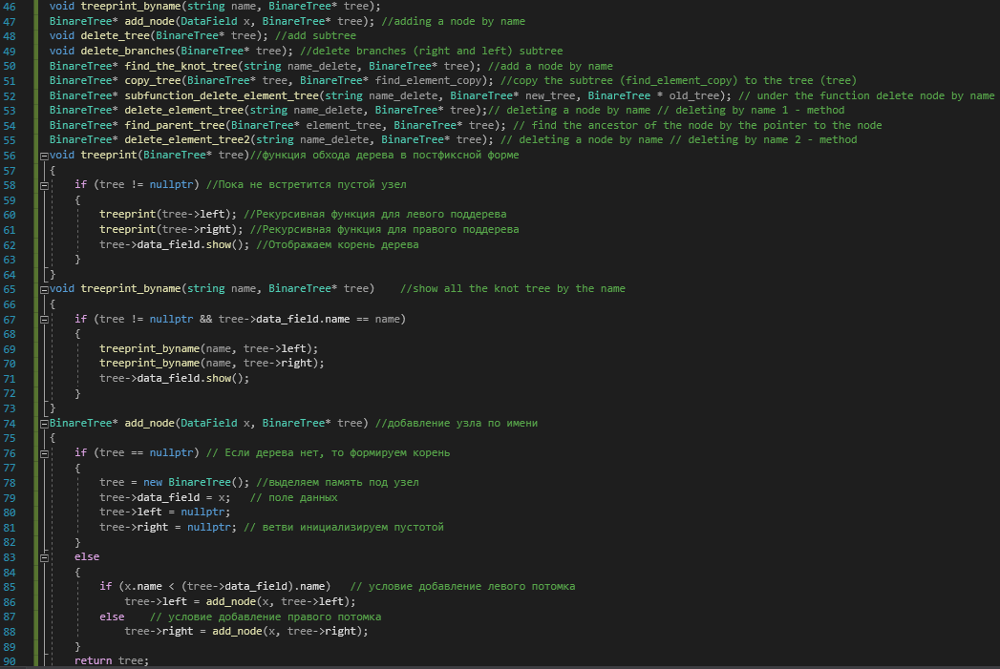 46 void treeprint_byname(string name, BinareTree* tree);
47 BinareTree* add_node(DataField x, BinareTree* tree); //adding a node by name
48 void delete_tree(BinareTree* tree); //add subtree
49 void delete_branches(BinareTree* tree); //delete branches (right and left) subtree
50 BinareTree* find_the_knot_tree(string name_delete, BinareTree* tree); //add a node by name
51 BinareTree* copy_tree(BinareTree* tree, BinareTree* find_element_copy); //copy the subtree (find_element_copy) to the tree (tree)
52 BinareTree* subfunction_delete_element_tree(string name_delete, BinareTree* new_tree, BinareTree * old_tree); // under the function delete node by name
53 BinareTree* delete_element_tree(string name_delete, BinareTree* tree);// deleting a node by name // deleting by name 1 - method
54 BinareTree* find_parent_tree(BinareTree* element_tree, BinareTree* tree); // find the ancestor of the node by the pointer to the node
55 BinareTree* delete_element_tree2(string name_delete, BinareTree* tree); // deleting a node by name // deleting by name 2 - method
56 void treeprint(BinareTree* tree)//функция обхода дерева в постфиксной форме
57 {
58 if (tree != nullptr) //Пока не встретится пустой узел
59 {
60 treeprint(tree->left); //Рекурсивная функция для левого поддерева
61 treeprint(tree->right); //Рекурсивная функция для правого поддерева
62 tree->data_field.show(); //Отображаем корень дерева
63 }
64 }
65 void treeprint_byname(string name, BinareTree* tree) //show all the knot tree by the name
66 {
67 if (tree != nullptr && tree->data_field.name == name)
68 {
69 treeprint_byname(name, tree->left);
70 treeprint_byname(name, tree->right);
71 tree->data_field.show();
72 }
73 }
74 BinareTree* add_node(DataField x, BinareTree* tree) //добавление узла по имени
75 {
76 if (tree == nullptr) // Если дерева нет, то формируем корень
77 {
78 tree = new BinareTree(); //выделяем память под узел
79 tree->data_field = x; // поле данных
80 tree->left = nullptr;
81 tree->right = nullptr; // ветви инициализируем пустотой
82 }
83 else
84 {
85 if (x.name < (tree->data_field).name) // условие добавление левого потомка
86 tree->left = add_node(x, tree->left);
87 else // условие добавление правого потомка
88 tree->right = add_node(x, tree->right);
89 }
90 return tree;